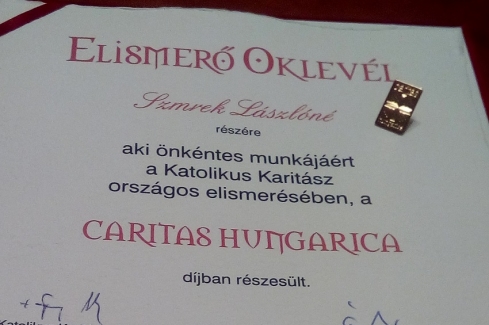 Elismerő Oklevél
Szmrek Lászlóné
részére
aki önkéntes munkájáért
a Katolikus Karitász
országos elismerésében, a
CARITAS HUNGARICA
díjban részesült.